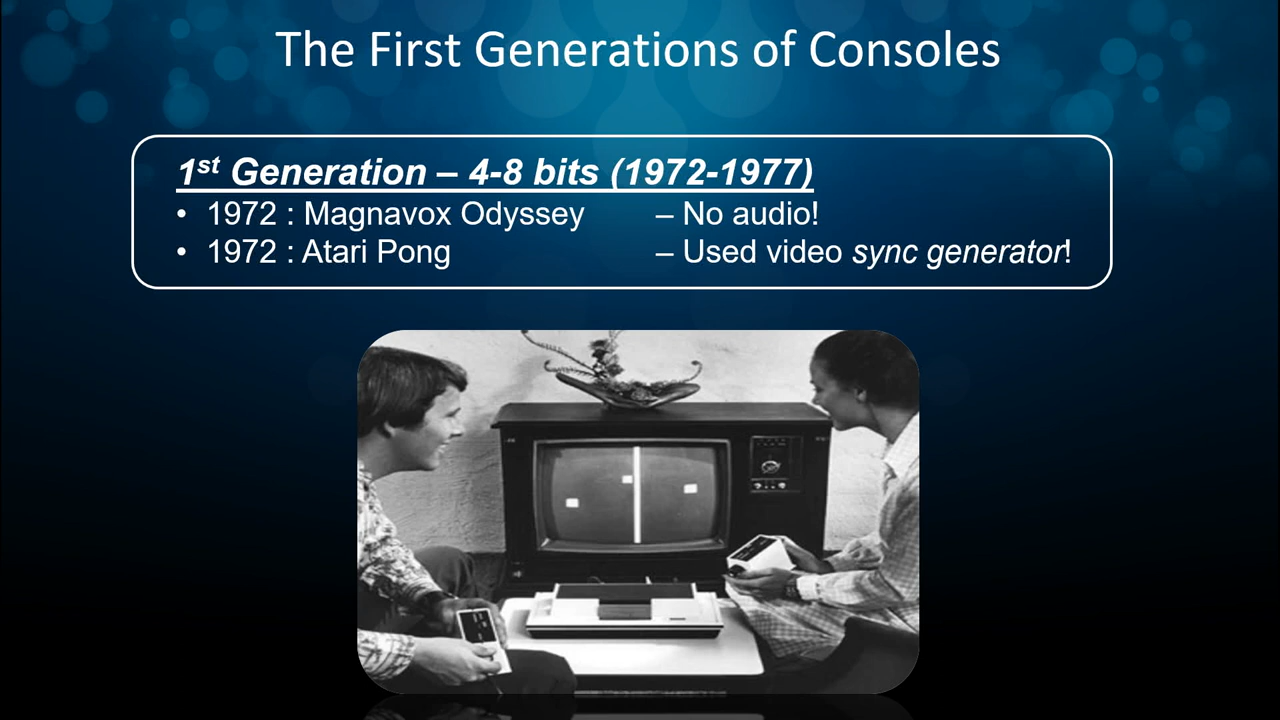 The First Generations of Consoles
1st Generation – 4-8 bits (1972-1977)
• 1972 : Magnavox Odyssey – No audio!
• 1972 : Atari Pong – Used video sync generator!